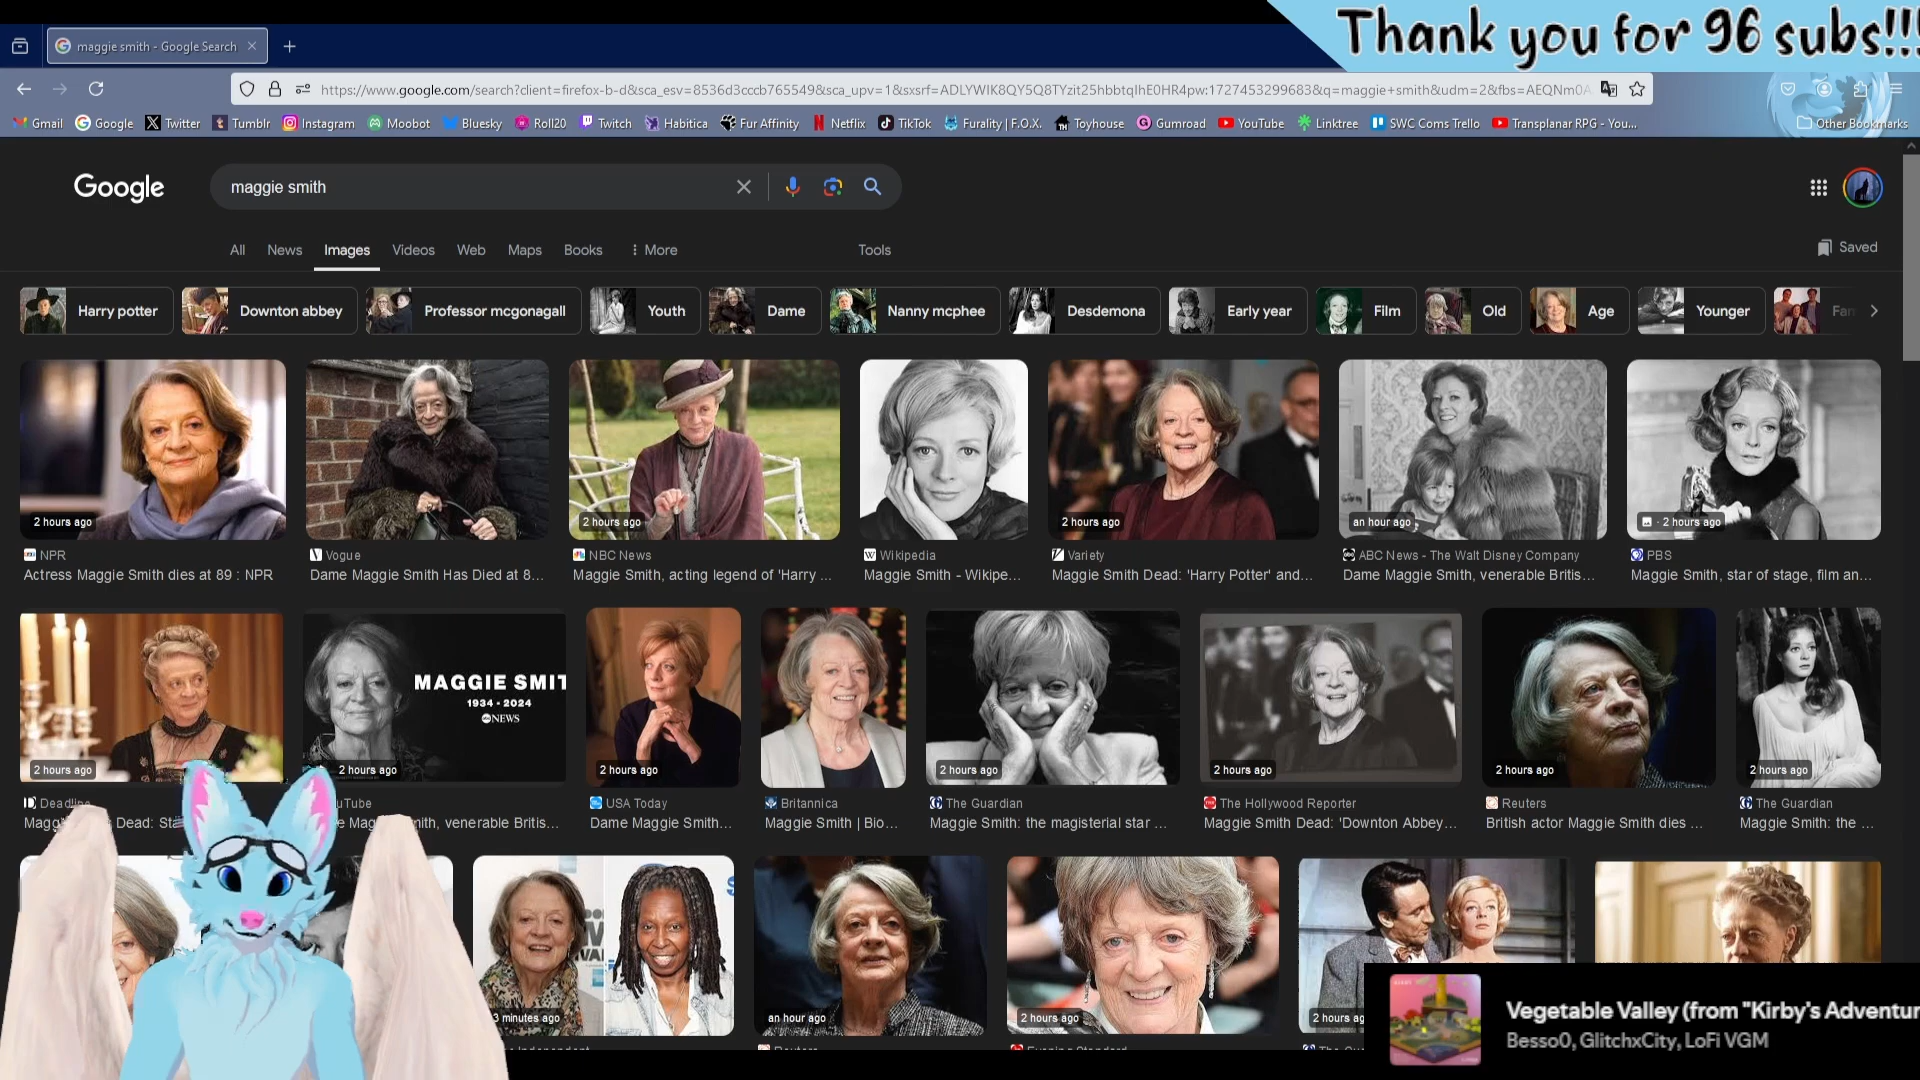 Thank you for 96 subs!!!
maggie smith - Google Search
https://www.google.com/search?client=firefox-b-d&sca_esv=8536d3cccb765549&sca_upv=1&sxsrf=ADLYWIK8QY5Q8TYzit25hbbtqIhE0HR4pw:1727453299683&q=maggie+smith&udm=2&fbs=AEQNm0A
Gmail Google Twitter Tumblr Instagram Moobot Bluesky Roll20 Twitch Habitica Fur Affinity Netflix TikTok Furality | F.O.X. Toyhouse Gumroad YouTube Linktree SWC Coms Trello Transplanar RPG - You... Other Bookmarks
Google
maggie smith
All News Images Videos Web Maps Books More Tools Saved
Harry potter Downton abbey Professor mcgonagall Youth Dame Nanny mcphee Desdemona Early year Film Old Age Younger
2 hours ago 2 hours ago 2 hours ago an hour ago 2 hours ago
NPR Vogue NBC News Wikipedia Variety ABC News - The Walt Disney Company PBS
Actress Maggie Smith dies at 89 : NPR Dame Maggie Smith Has Died at 8... Maggie Smith, acting legend of 'Harry ... Maggie Smith - Wikipe... Maggie Smith Dead: 'Harry Potter' and... Dame Maggie Smith, venerable Britis... Maggie Smith, star of stage, film an...
MAGGIE SMIT
1934 - 2024
abc NEWS
2 hours ago 2 hours ago 2 hours ago 2 hours ago 2 hours ago 2 hours ago 2 hours ago
Deadline uTube USA Today Britannica The Guardian The Hollywood Reporter Reuters The Guardian
Dead: Sta e Maggie Smith, venerable Britis... Dame Maggie Smith... Maggie Smith | Bio... Maggie Smith: the magisterial star ... Maggie Smith Dead: 'Downton Abbey... British actor Maggie Smith dies ... Maggie Smith: the ...
3 minutes ago an hour ago 2 hours ago 2 hours ag
Vegetable Valley (from "Kirby's Adventur
Besso0, GlitchxCity, LoFi VGM